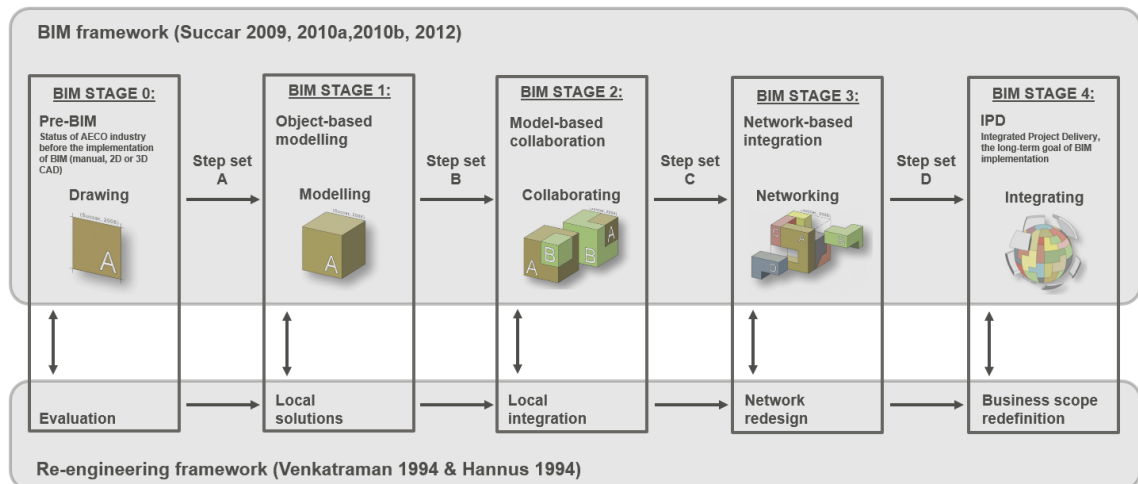 BIM framework (Succar 2009, 2010a,2010b, 2012)
BIM STAGE 0:
Pre-BIM
Status of AECO industry
before the implementation
of BIM (manual, 2D or 3D
CAD)
Drawing
(Succar, 2008)
A
Step set
A
BIM STAGE 1:
Object-based
modelling
Modelling
A
Step set
B
BIM STAGE 2:
Model-based
collaboration
Collaborating
A
B
B
A
Step set
C
BIM STAGE 3:
Network-based
integration
Networking
Step set
D
BIM STAGE 4:
IPD
Integrated Project Delivery,
the long-term goal of BIM
implementation
Integrating
Evaluation
Local
solutions
Local
integration
Network
redesign
Business scope
redefinition
Re-engineering framework (Venkatraman 1994 & Hannus 1994)